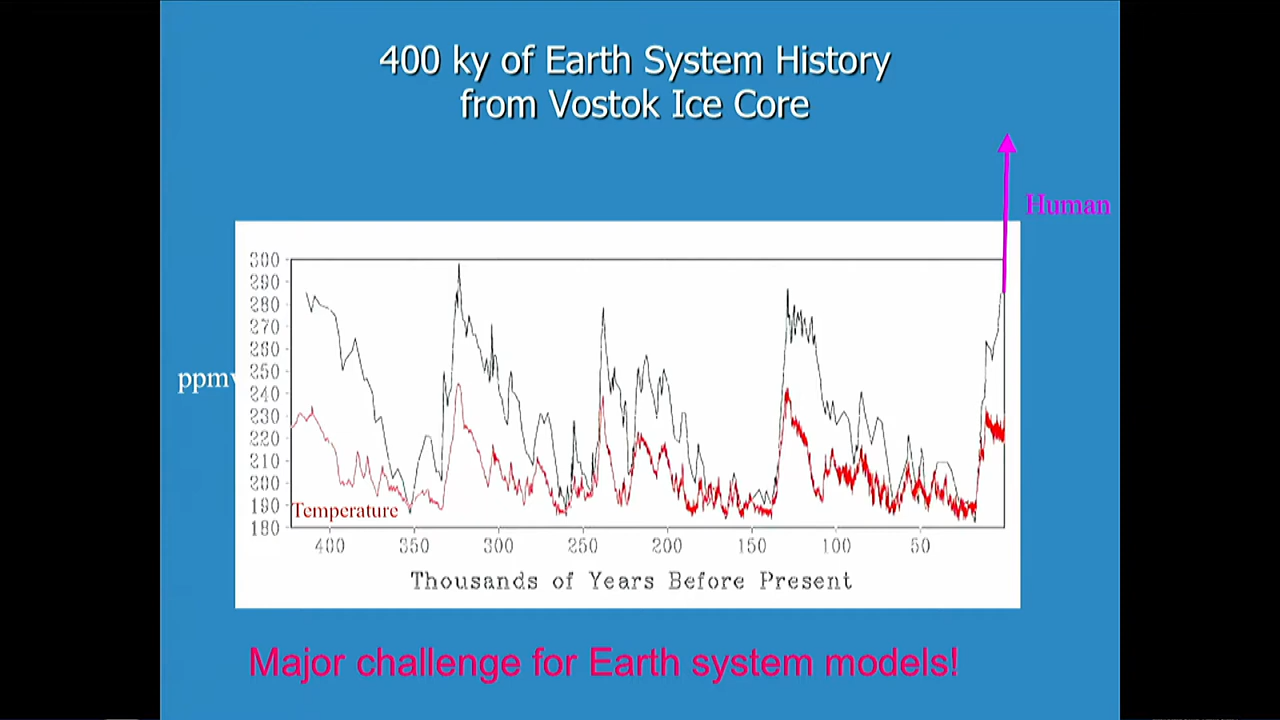 400 ky of Earth System History
from Vostok Ice Core
Human
300
290
280
270
260
250
240
230
220
210
200
190
180
ppmv
Temperature
400 350 300 250 200 150 100 50
Thousands of Years Before Present
Major challenge for Earth system models!